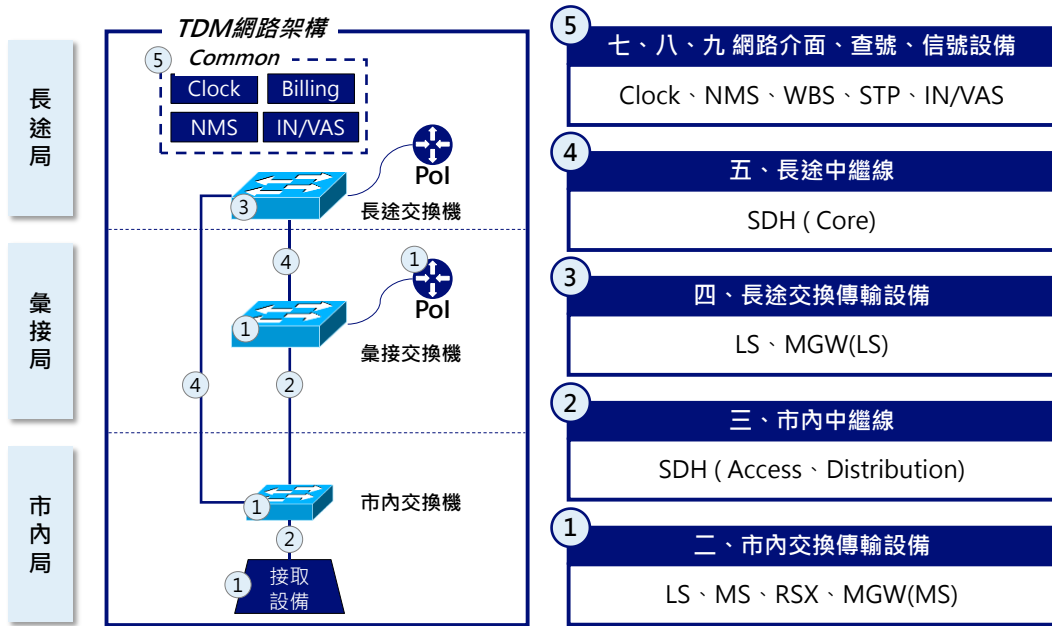 TDM網路架構
長途局
5
Common
Clock
Billing
NMS
IN/VAS
PoI
3
長途交換機
彙接局
4
1
PoI
1
彙接交換機
4
2
市內局
1
市內交換機
2
1
接取
設備
5
七、八、九 網路介面、查號、信號設備
Clock、NMS、WBS、STP、IN/VAS
4
五、長途中繼線
SDH ( Core)
3
四、長途交換傳輸設備
LS、MGW(LS)
2
三、市內中繼線
SDH ( Access、Distribution)
1
二、市內交換傳輸設備
LS、MS、RSX、MGW(MS)